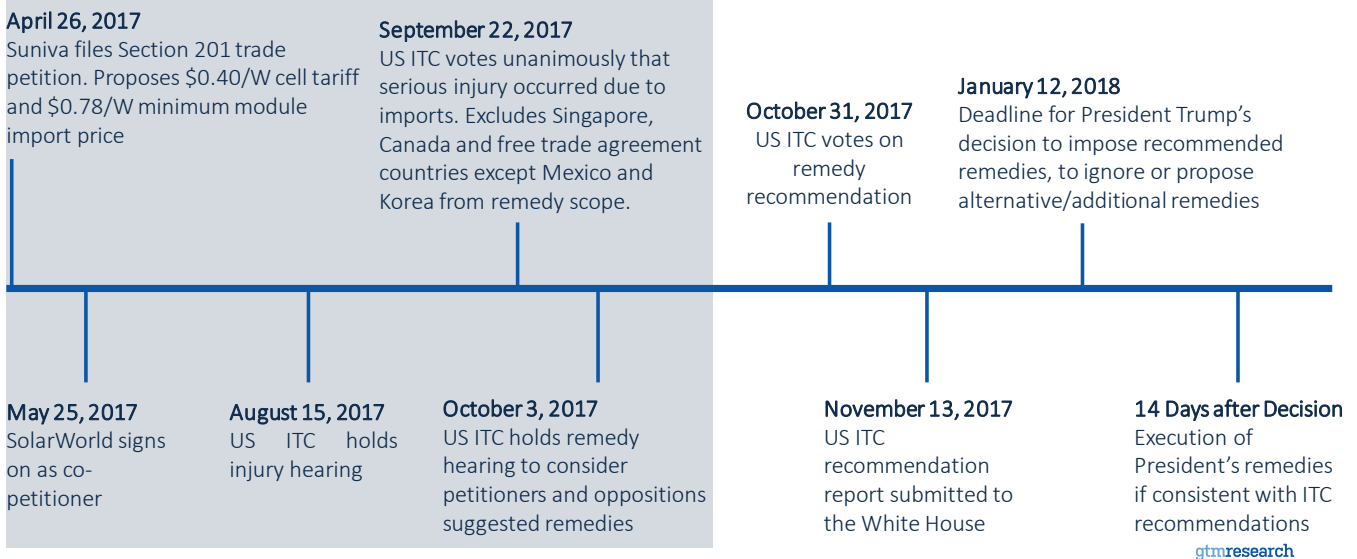 April 26, 2017
Suniva files Section 201 trade
petition. Proposes $0.40/W cell tariff
and $0.78/W minimum module
import price
September 22, 2017
US ITC votes unanimously that
serious injury occurred due to
imports. Excludes Singapore,
Canada and free trade agreement
countries except Mexico and
Korea from remedy scope.
October 31, 2017
US ITC votes on
remedy
recommendation
January 12, 2018
Deadline for President Trump's
decision to impose recommended
remedies, to ignore or propose
alternative/additional remedies
May 25, 2017
SolarWorld signs
on as co-
petitioner
August 15, 2017
US ITC holds
injury hearing
October 3, 2017
US ITC holds remedy
hearing to consider
petitioners and oppositions
suggested remedies
November 13, 2017
US ITC
recommendation
report submitted to
the White House
14 Days after Decision
Execution of
President's remedies
if consistent with ITC
recommendations
gtmresearch